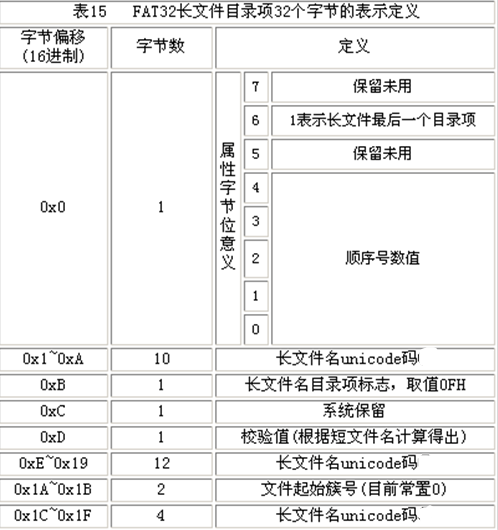 表15 FAT32长文件目录项32个字节的表示定义
字节偏移 字节数 定义
(16进制)
0x0 1 属性字节位意义
7 保留未用
6 1表示长文件最后一个目录项
5 保留未用
4
3
2 顺序号数值
1
0
0x1~0xA 10 长文件名unicode码
0xB 1 长文件名目录项标志，取值0FH
0xC 1 系统保留
0xD 1 校验值(根据短文件名计算得出)
0xE~0x19 12 长文件名unicode码
0x1A~0x1B 2 文件起始簇号(目前常置0)
0x1C~0x1F 4 长文件名unicode码